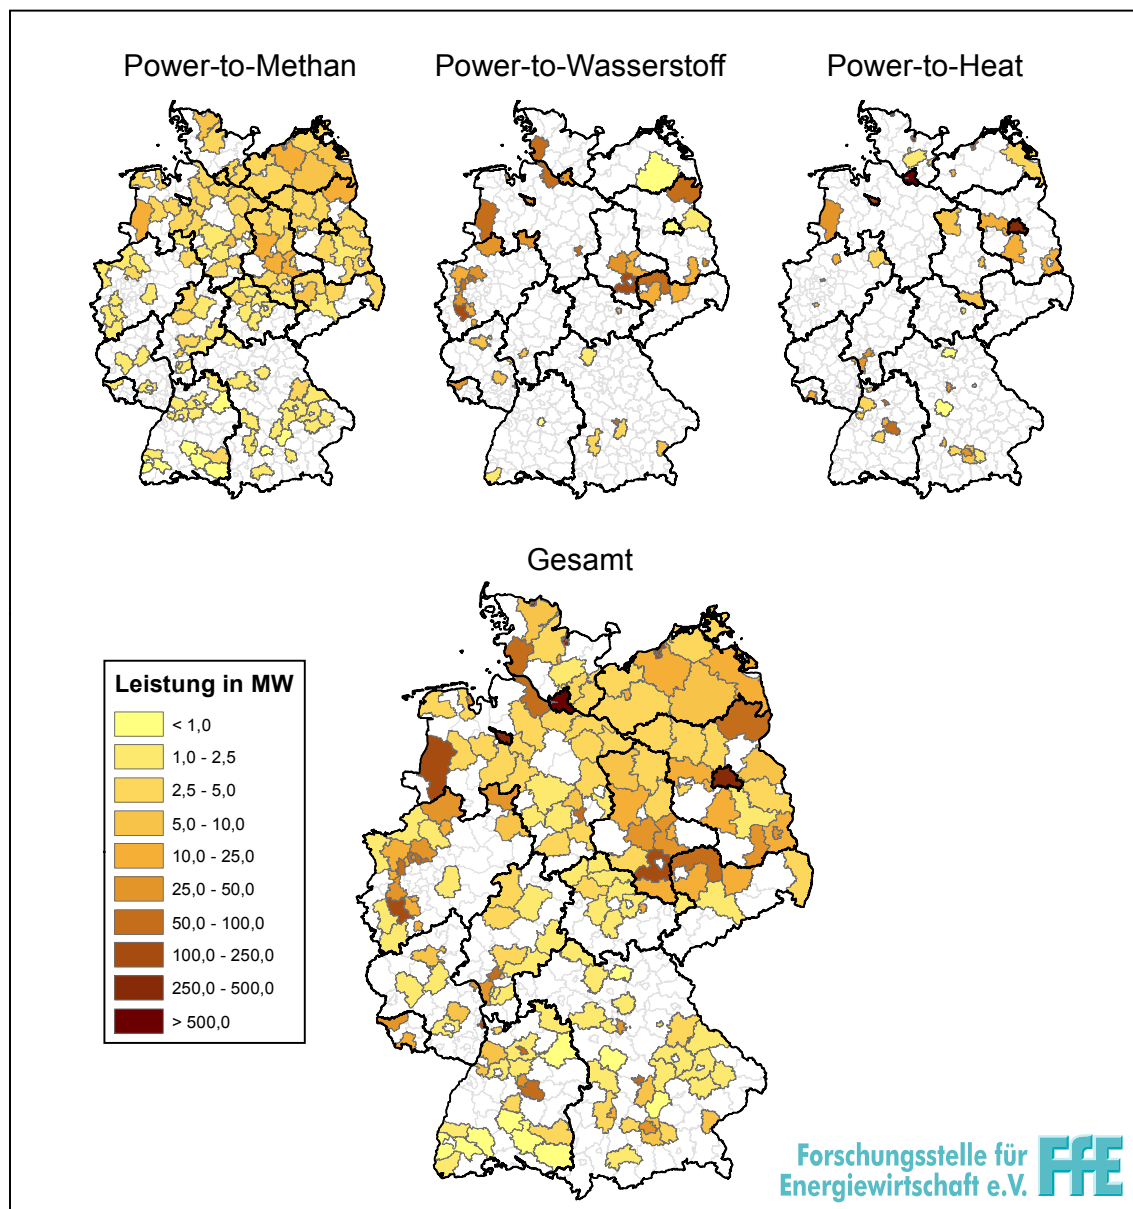 Power-to-Methan
Power-to-Wasserstoff
Power-to-Heat
Gesamt
Leistung in MW
< 1,0
1,0 - 2,5
2,5 - 5,0
5,0 - 10,0
10,0 - 25,0
25,0 - 50,0
50,0 - 100,0
100,0 - 250,0
250,0 - 500,0
> 500,0
Forschungsstelle für
Energiewirtschaft e.V.
FfE